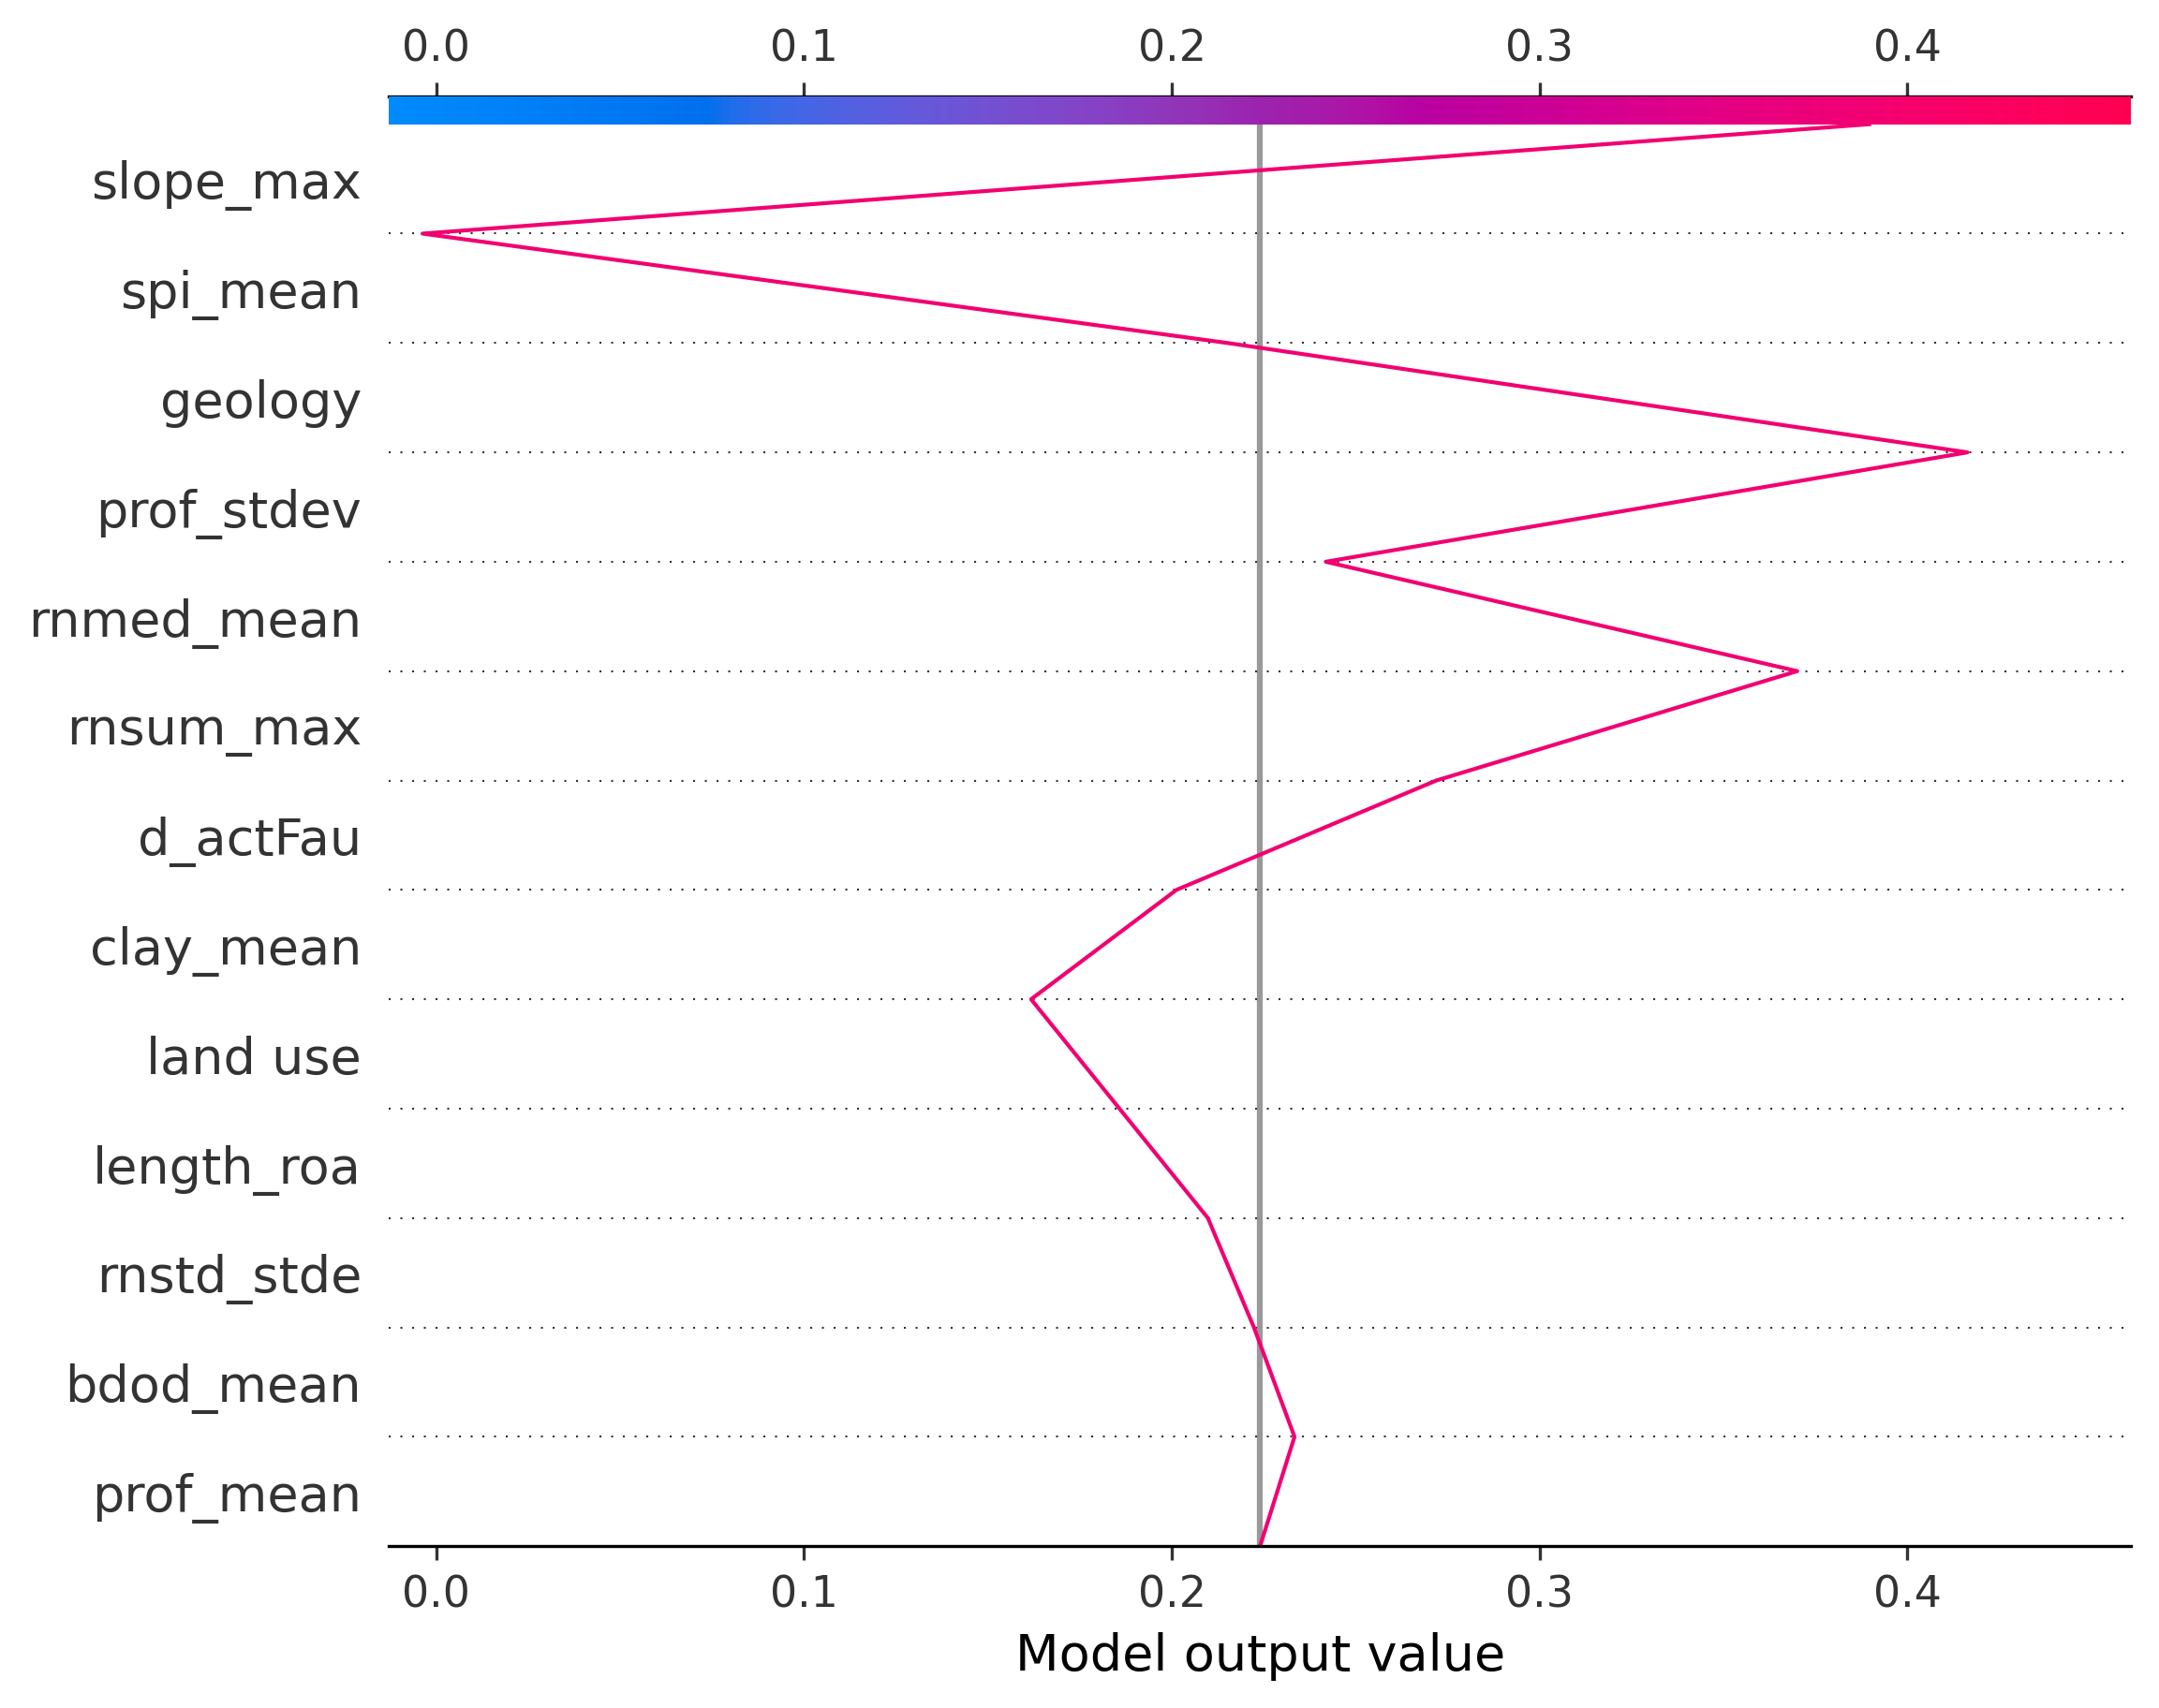 0.0 0.1 0.2 0.3 0.4
slope_max
spi_mean
geology
prof_stdev
rnmed_mean
rnsum_max
d_actFau
clay_mean
land use
length_roa
rnstd_stde
bdod_mean
prof_mean
0.0 0.1 0.2 0.3 0.4
Model output value